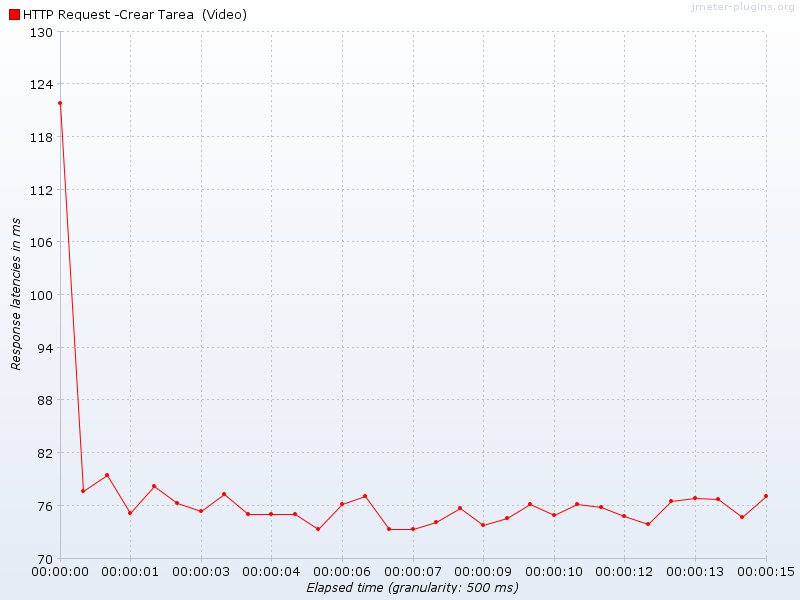 jmeter-plugins.org
HTTP Request -Crear Tarea  (Video)
130
124
118
112
106
100
94
88
82
76
70
Response latencies in ms
00:00:00 00:00:01 00:00:03 00:00:04 00:00:06 00:00:07 00:00:09 00:00:10 00:00:12 00:00:13 00:00:15
Elapsed time (granularity: 500 ms)